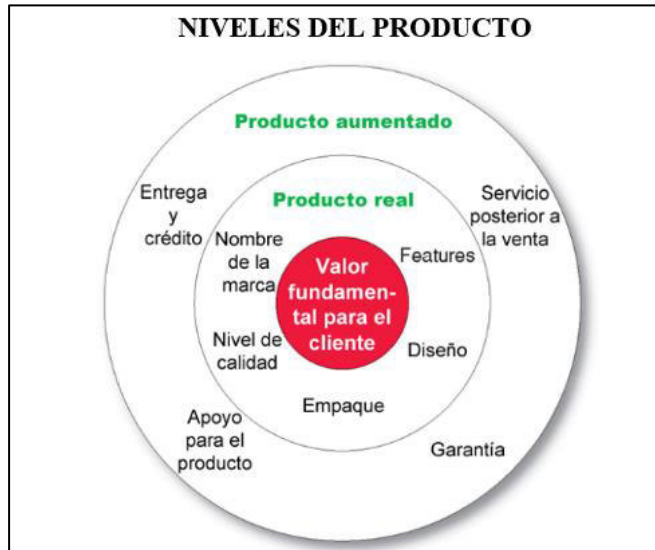 NIVELES DEL PRODUCTO
Producto aumentado
Entrega
y
crédito
Servicio
posterior a
la venta
Producto real
Nombre
de la
marca
Features
Valor
fundamen-
tal para el
cliente
Nivel de
calidad
Diseño
Empaque
Apoyo
para el
producto
Garantía